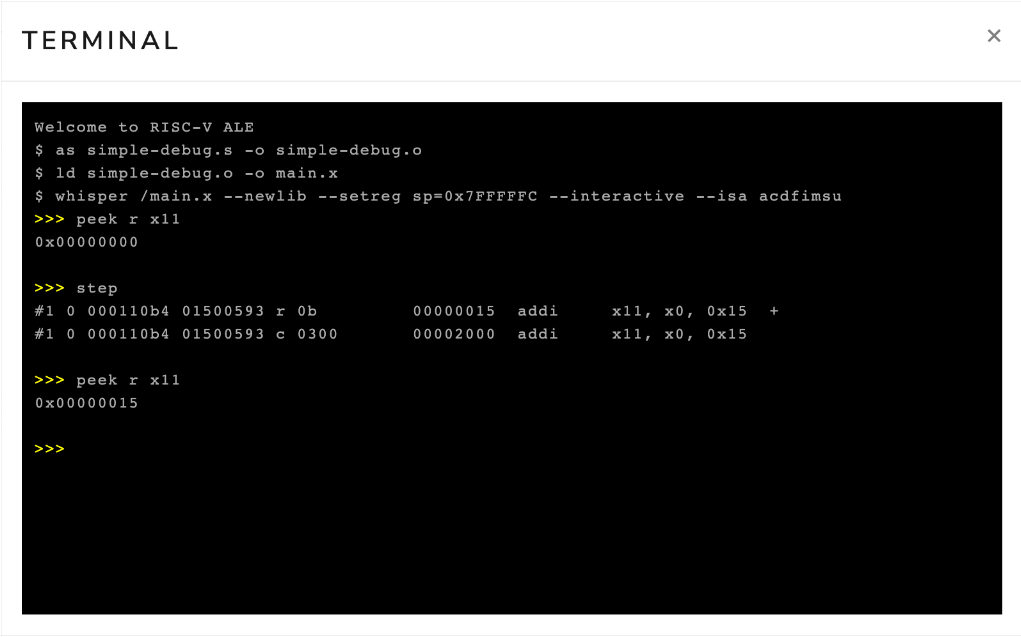 TERMINAL ×
Welcome to RISC-V ALE
$ as simple-debug.s -o simple-debug.o
$ ld simple-debug.o -o main.x
$ whisper /main.x --newlib --setreg sp=0x7FFFFFC --interactive --isa acdfimsu
>>> peek r x11
0x00000000
>>> step
#1 0 000110b4 01500593 r 0b         00000015  addi     x11, x0, 0x15  +
#1 0 000110b4 01500593 c 0300       00002000  addi     x11, x0, 0x15
>>> peek r x11
0x00000015
>>>